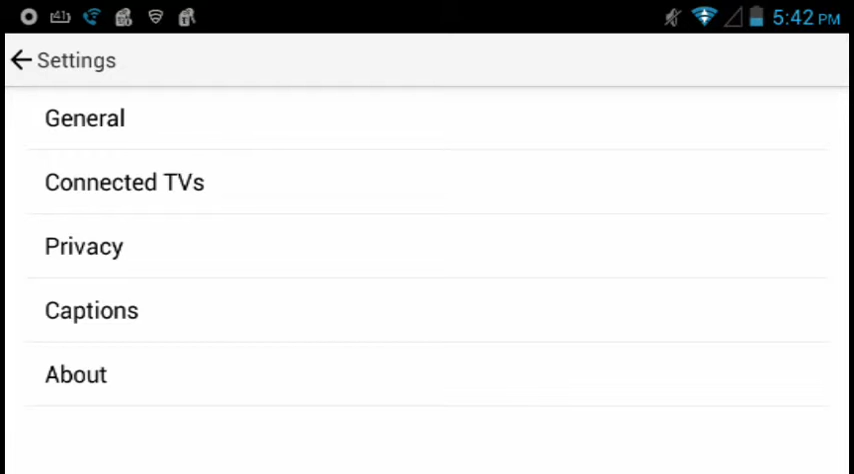 5:42 PM
Settings
General
Connected TVs
Privacy
Captions
About